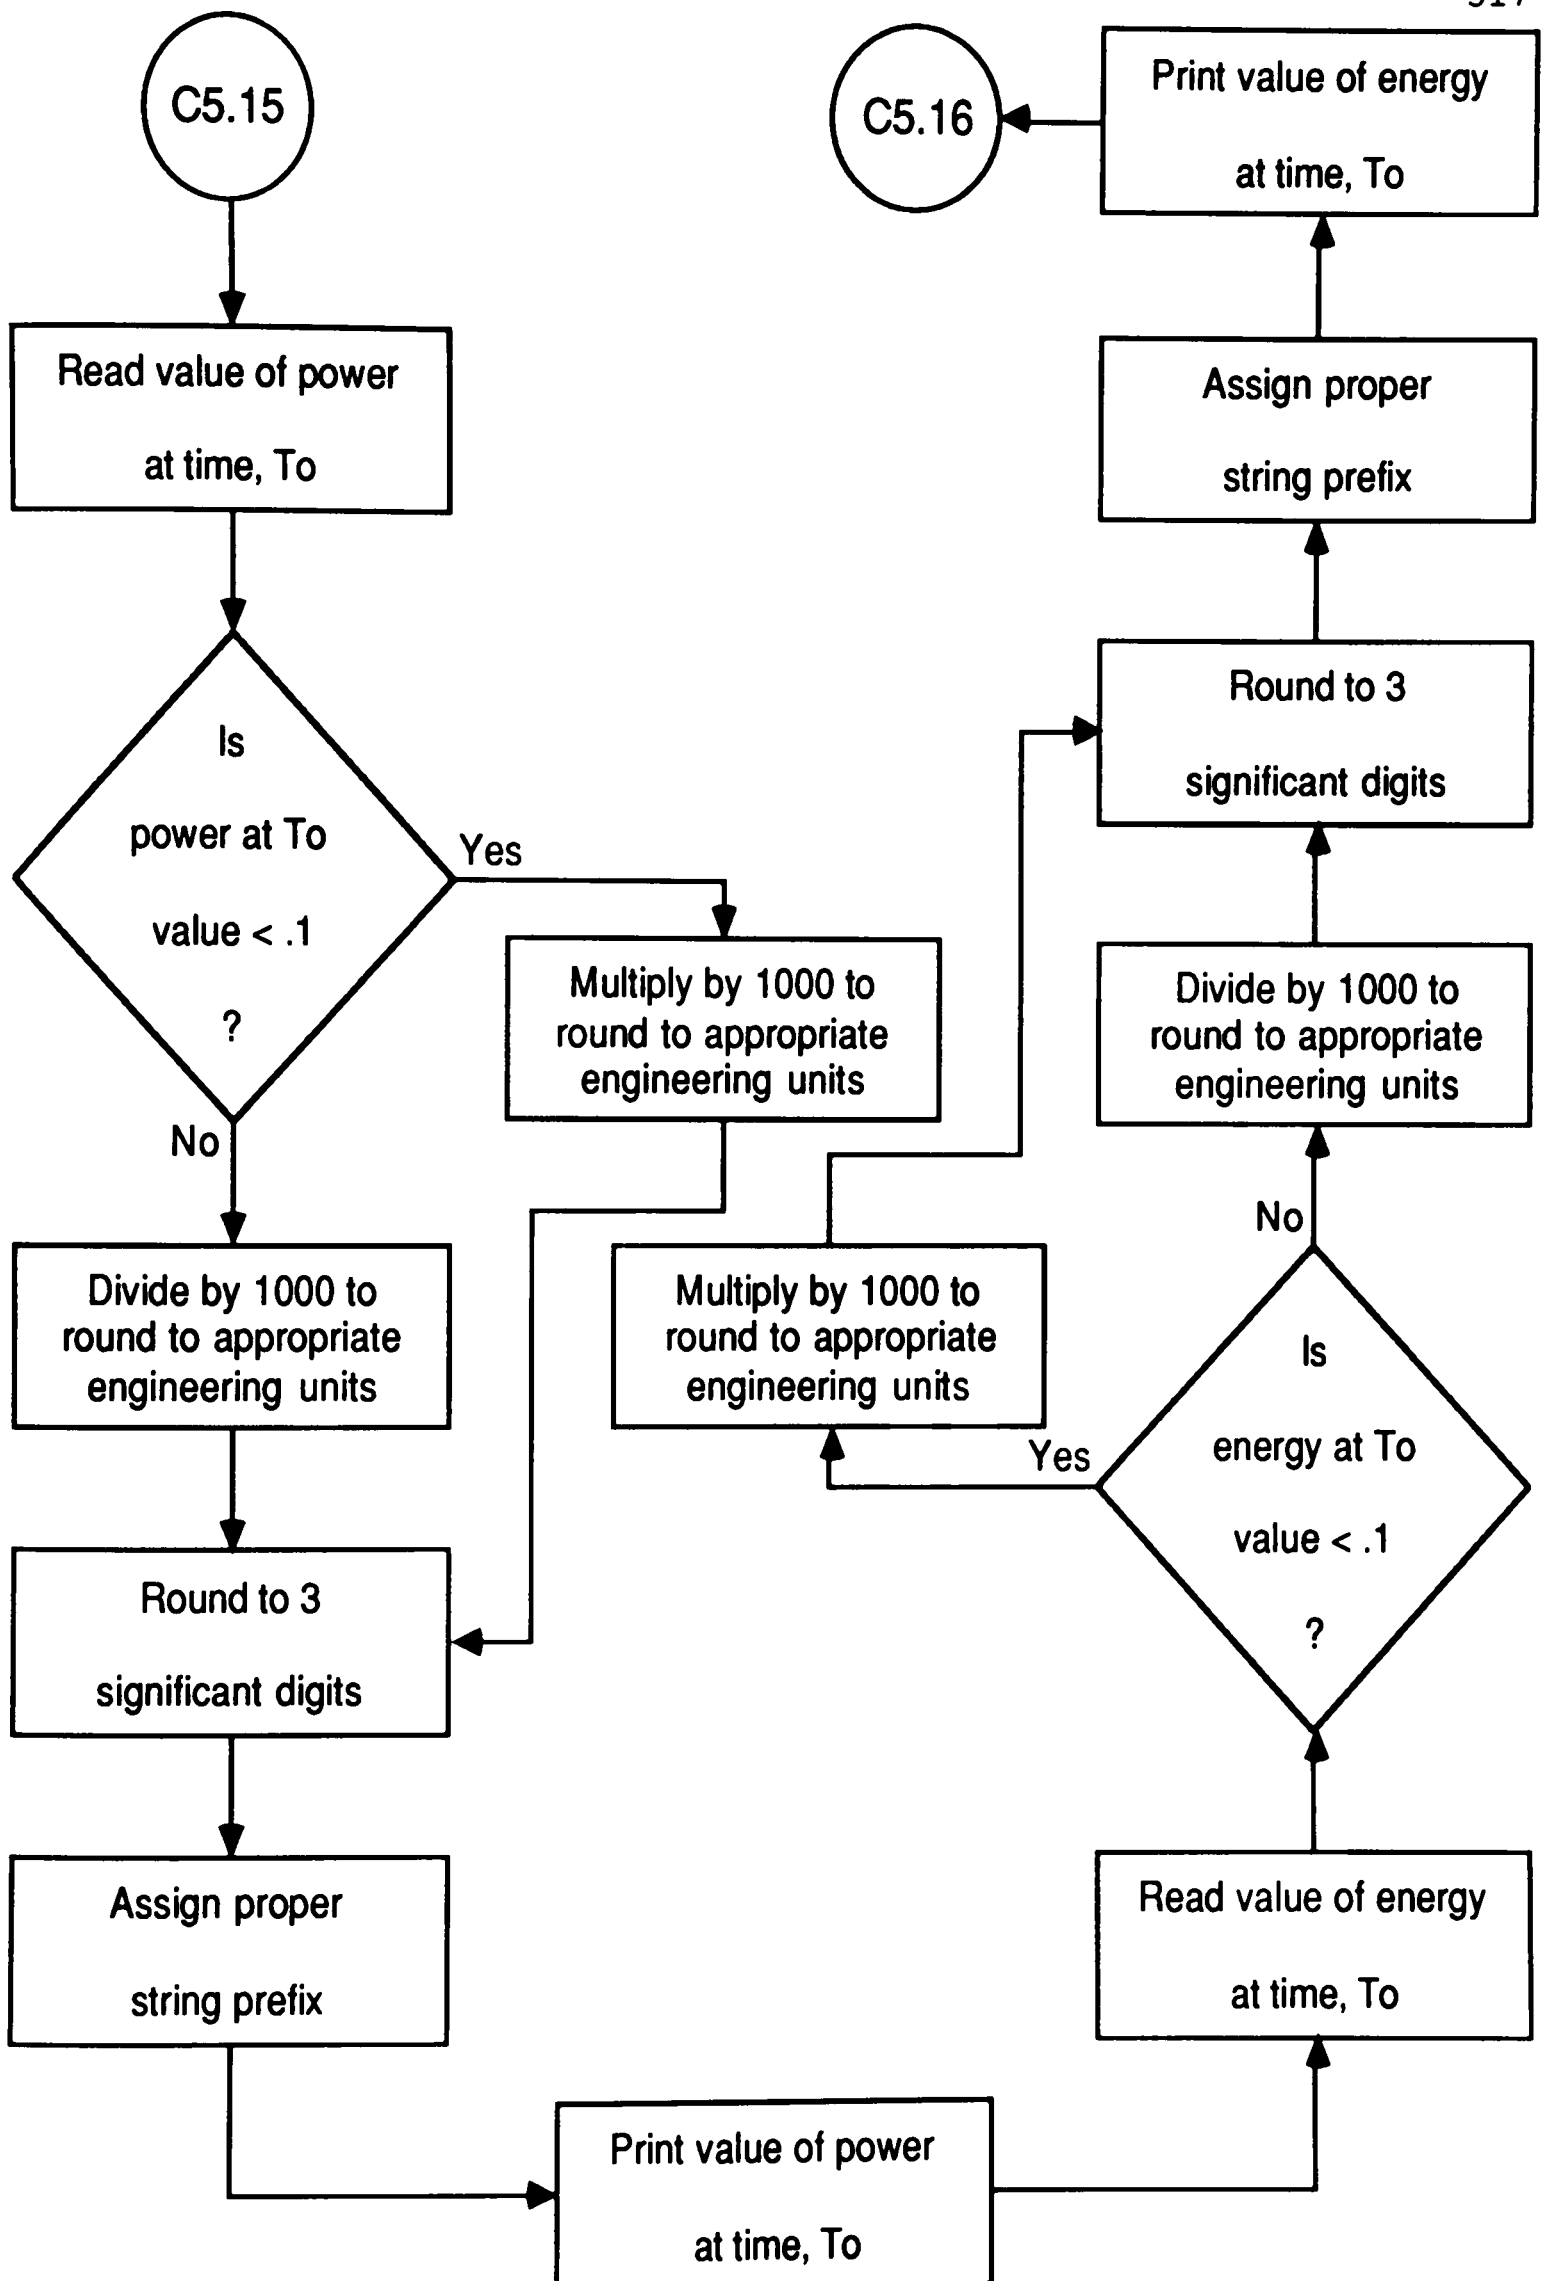 C5.15
Read value of power
at time, To
Is
power at To
value < .1
?
Yes
No
Multiply by 1000 to
round to appropriate
engineering units
Divide by 1000 to
round to appropriate
engineering units
Round to 3
significant digits
Assign proper
string prefix
Print value of power
at time, To
Read value of energy
at time, To
Is
energy at To
value < .1
?
Yes
No
Multiply by 1000 to
round to appropriate
engineering units
Divide by 1000 to
round to appropriate
engineering units
Round to 3
significant digits
Assign proper
string prefix
Print value of energy
at time, To
C5.16